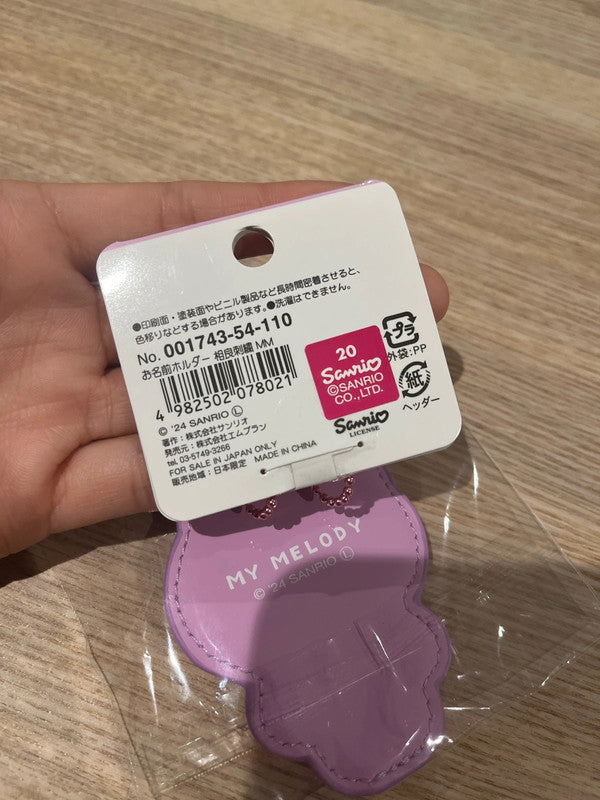 ●印刷面・塗装面やビニル製品など長時間密着させると、
色移りなどする場合があります。●洗濯はできません。
No. 001743-54-110
お名前ホルダー 相良刺繍 MM
4 982502 078021
© '24 SANRIO Ⓛ
著作:株式会社サンリオ
発売元:株式会社エムプラン
tel. 03-5749-3266
FOR SALE IN JAPAN ONLY
販売地域:日本限定 MADE IN CHINA
20
Sanrio
©SANRIO
CO.,LTD.
Sanrio
LICENSE
プラ
外袋:PP
紙
ヘッダー
MY MELODY
© '24 SANRIO Ⓛ